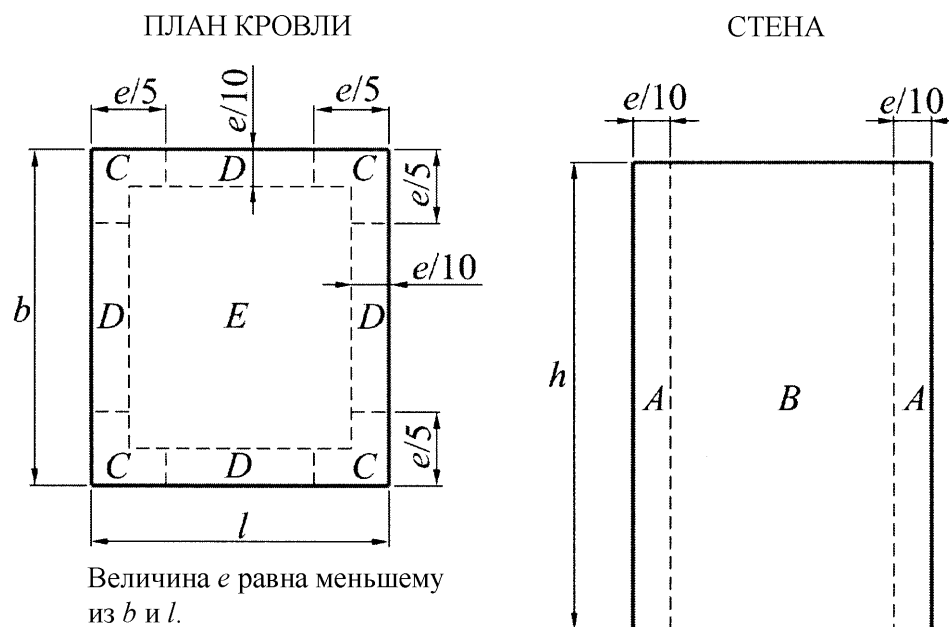 ПЛАН КРОВЛИ
СТЕНА
e/5
e/10
e/5
e/10
e/10
C
D
C
e/5
e/10
b
D
E
D
h
A
B
A
C
D
C
e/5
l
Величина e равна меньшему
из b и l.